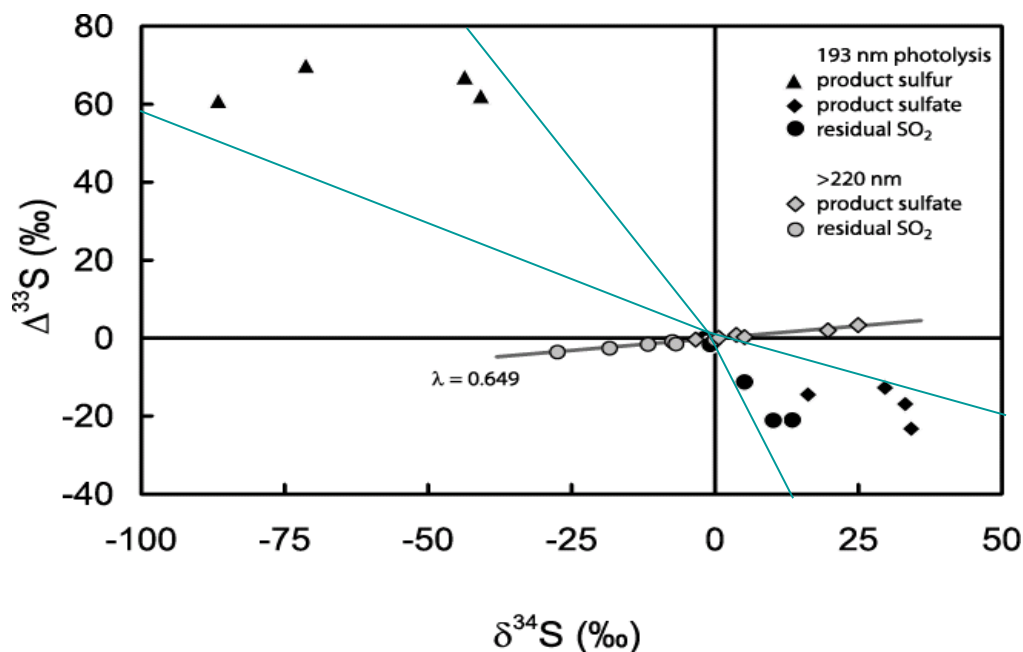 80
60
40
20
0
-20
-40
Δ³³S (‰)
193 nm photolysis
product sulfur
product sulfate
residual SO₂
>220 nm
product sulfate
residual SO₂
λ = 0.649
-100 -75 -50 -25 0 25 50
δ³⁴S (‰)